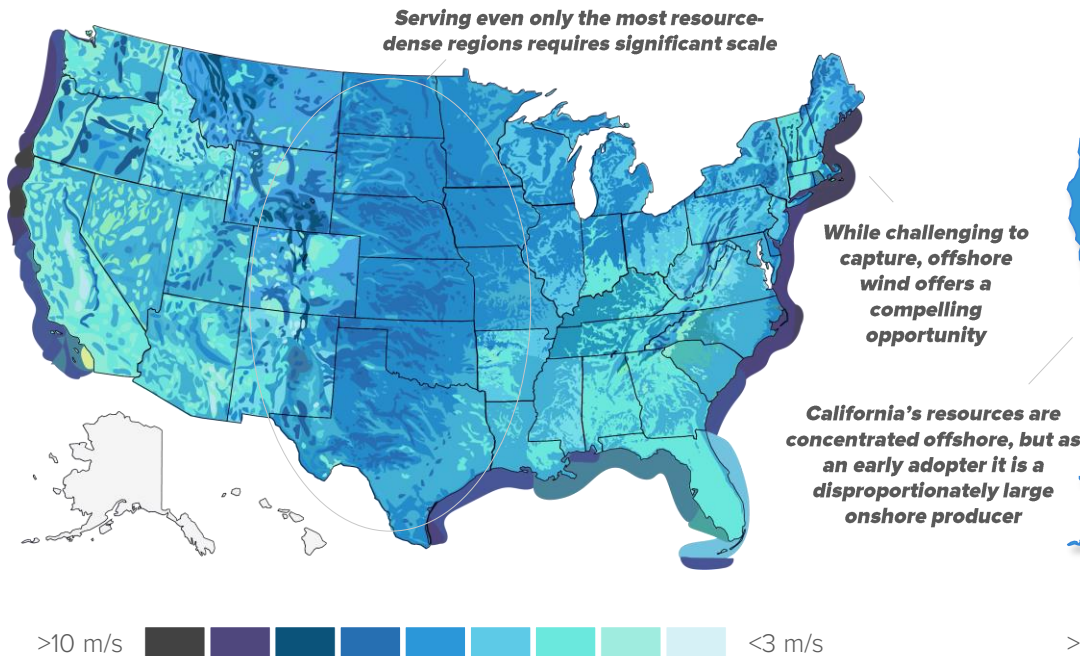 Serving even only the most resource-
dense regions requires significant scale
While challenging to
capture, offshore
wind offers a
compelling
opportunity
California’s resources are
concentrated offshore, but as
an early adopter it is a
disproportionately large
onshore producer
>10 m/s
<3 m/s
>